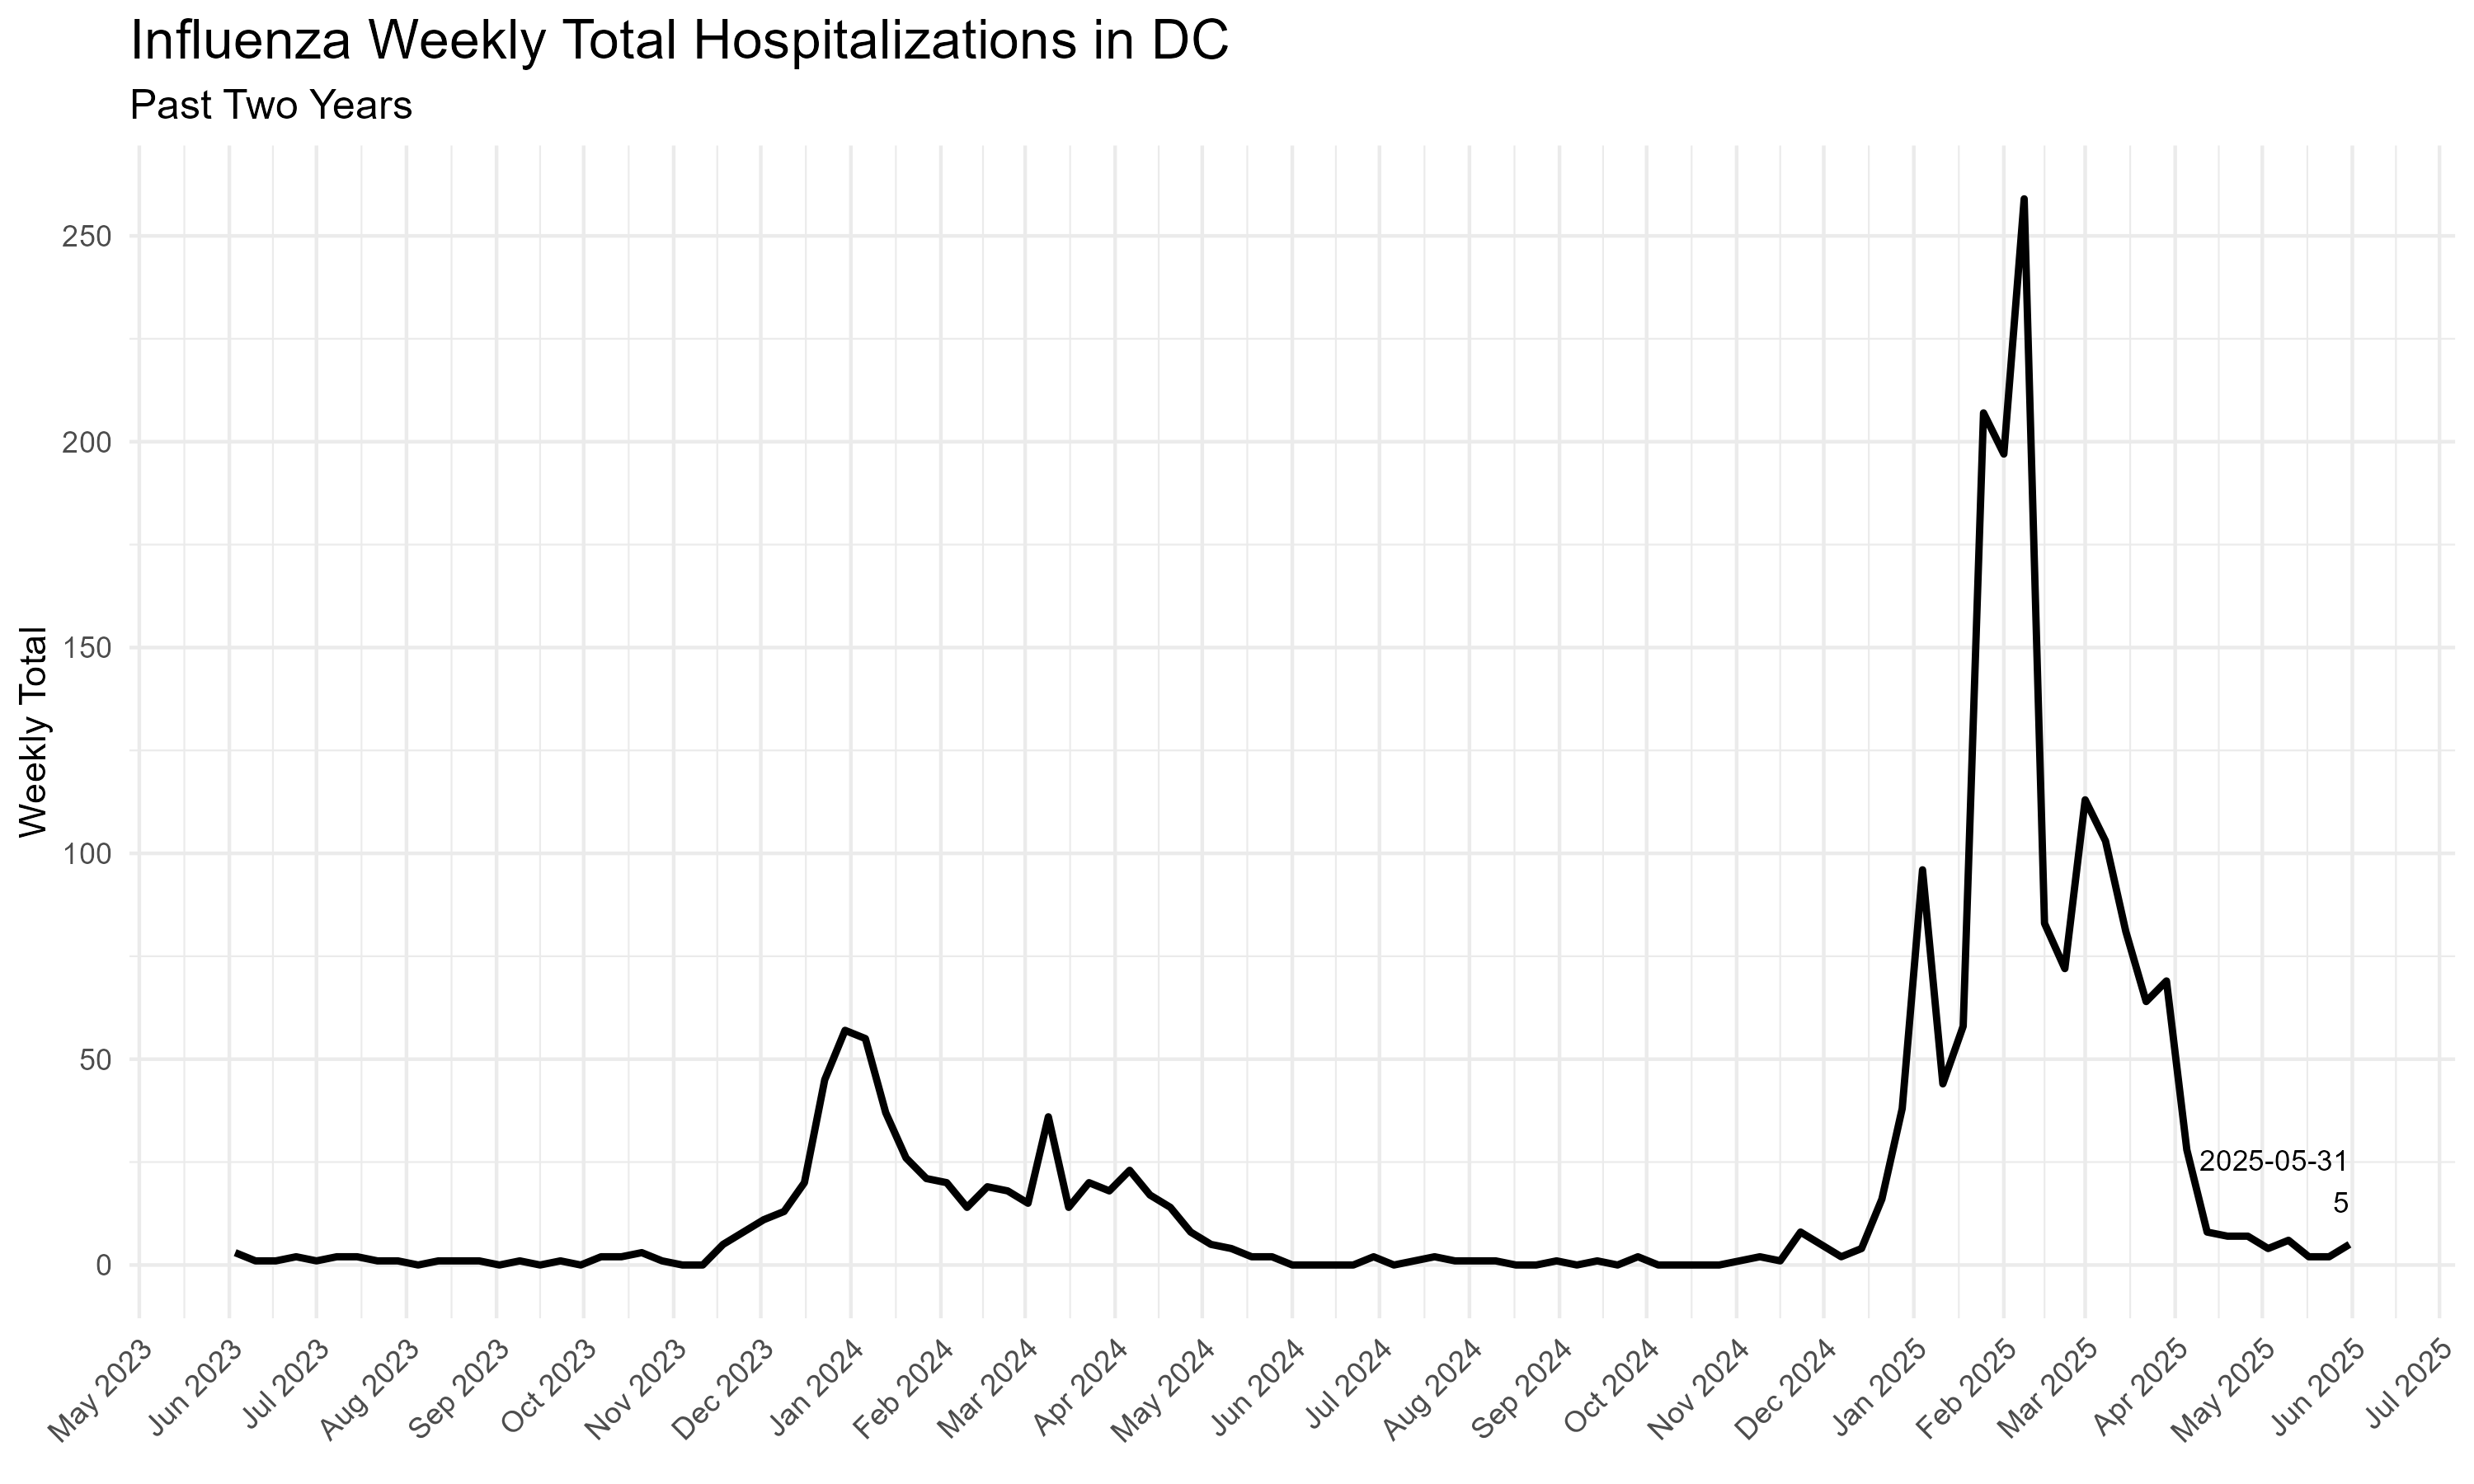 Influenza Weekly Total Hospitalizations in DC
Past Two Years
Weekly Total
250
200
150
100
50
0
2025-05-31
5
May 2023
Jun 2023
Jul 2023
Aug 2023
Sep 2023
Oct 2023
Nov 2023
Dec 2023
Jan 2024
Feb 2024
Mar 2024
Apr 2024
May 2024
Jun 2024
Jul 2024
Aug 2024
Sep 2024
Oct 2024
Nov 2024
Dec 2024
Jan 2025
Feb 2025
Mar 2025
Apr 2025
May 2025
Jun 2025
Jul 2025